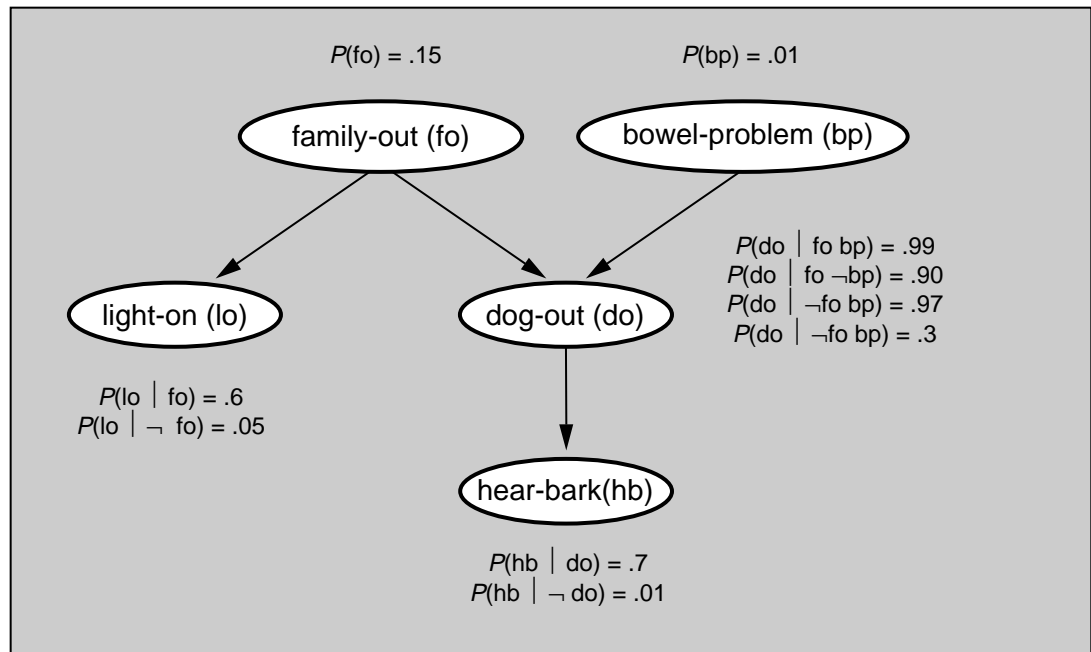 P(fo) = .15
P(bp) = .01
family-out (fo)
bowel-problem (bp)
P(do | fo bp) = .99
P(do | fo ¬bp) = .90
P(do | ¬fo bp) = .97
P(do | ¬fo bp) = .3
light-on (lo)
dog-out (do)
P(lo | fo) = .6
P(lo | ¬ fo) = .05
hear-bark(hb)
P(hb | do) = .7
P(hb | ¬ do) = .01